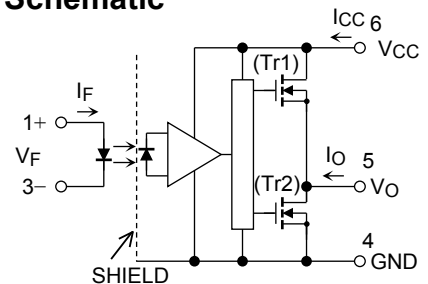 Schematic
ICC 6
VCC
(Tr1)
IF
1+
VF
3−
IO
5
(Tr2)
VO
4
GND
SHIELD